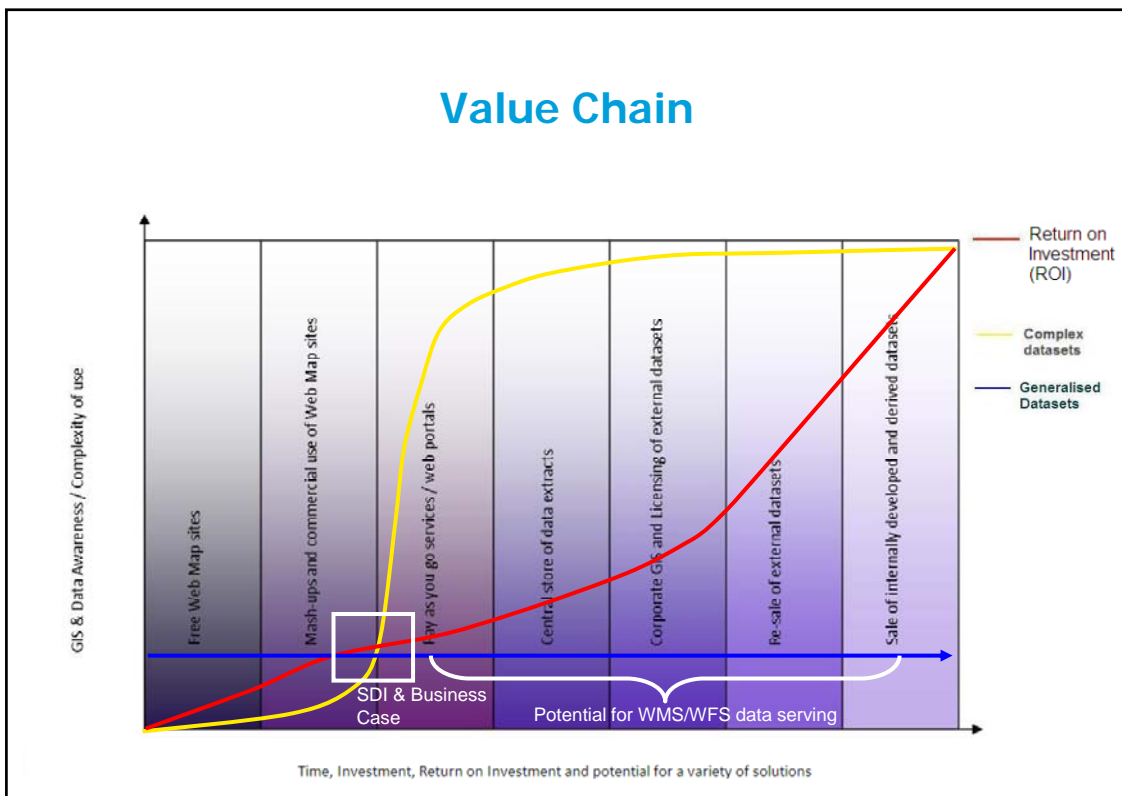 Value Chain
GIS & Data Awareness / Complexity of use
Free Web Map sites
Mash-ups and commercial use of Web Map sites
Pay as you go services / web portals
Central store of data extracts
Corporate GIS and Licensing of external datasets
Re-sale of external datasets
Sale of internally developed and derived datasets
Return on
Investment
(ROI)
Complex
datasets
Generalised
Datasets
SDI & Business
Case
Potential for WMS/WFS data serving
Time, Investment, Return on Investment and potential for a variety of solutions